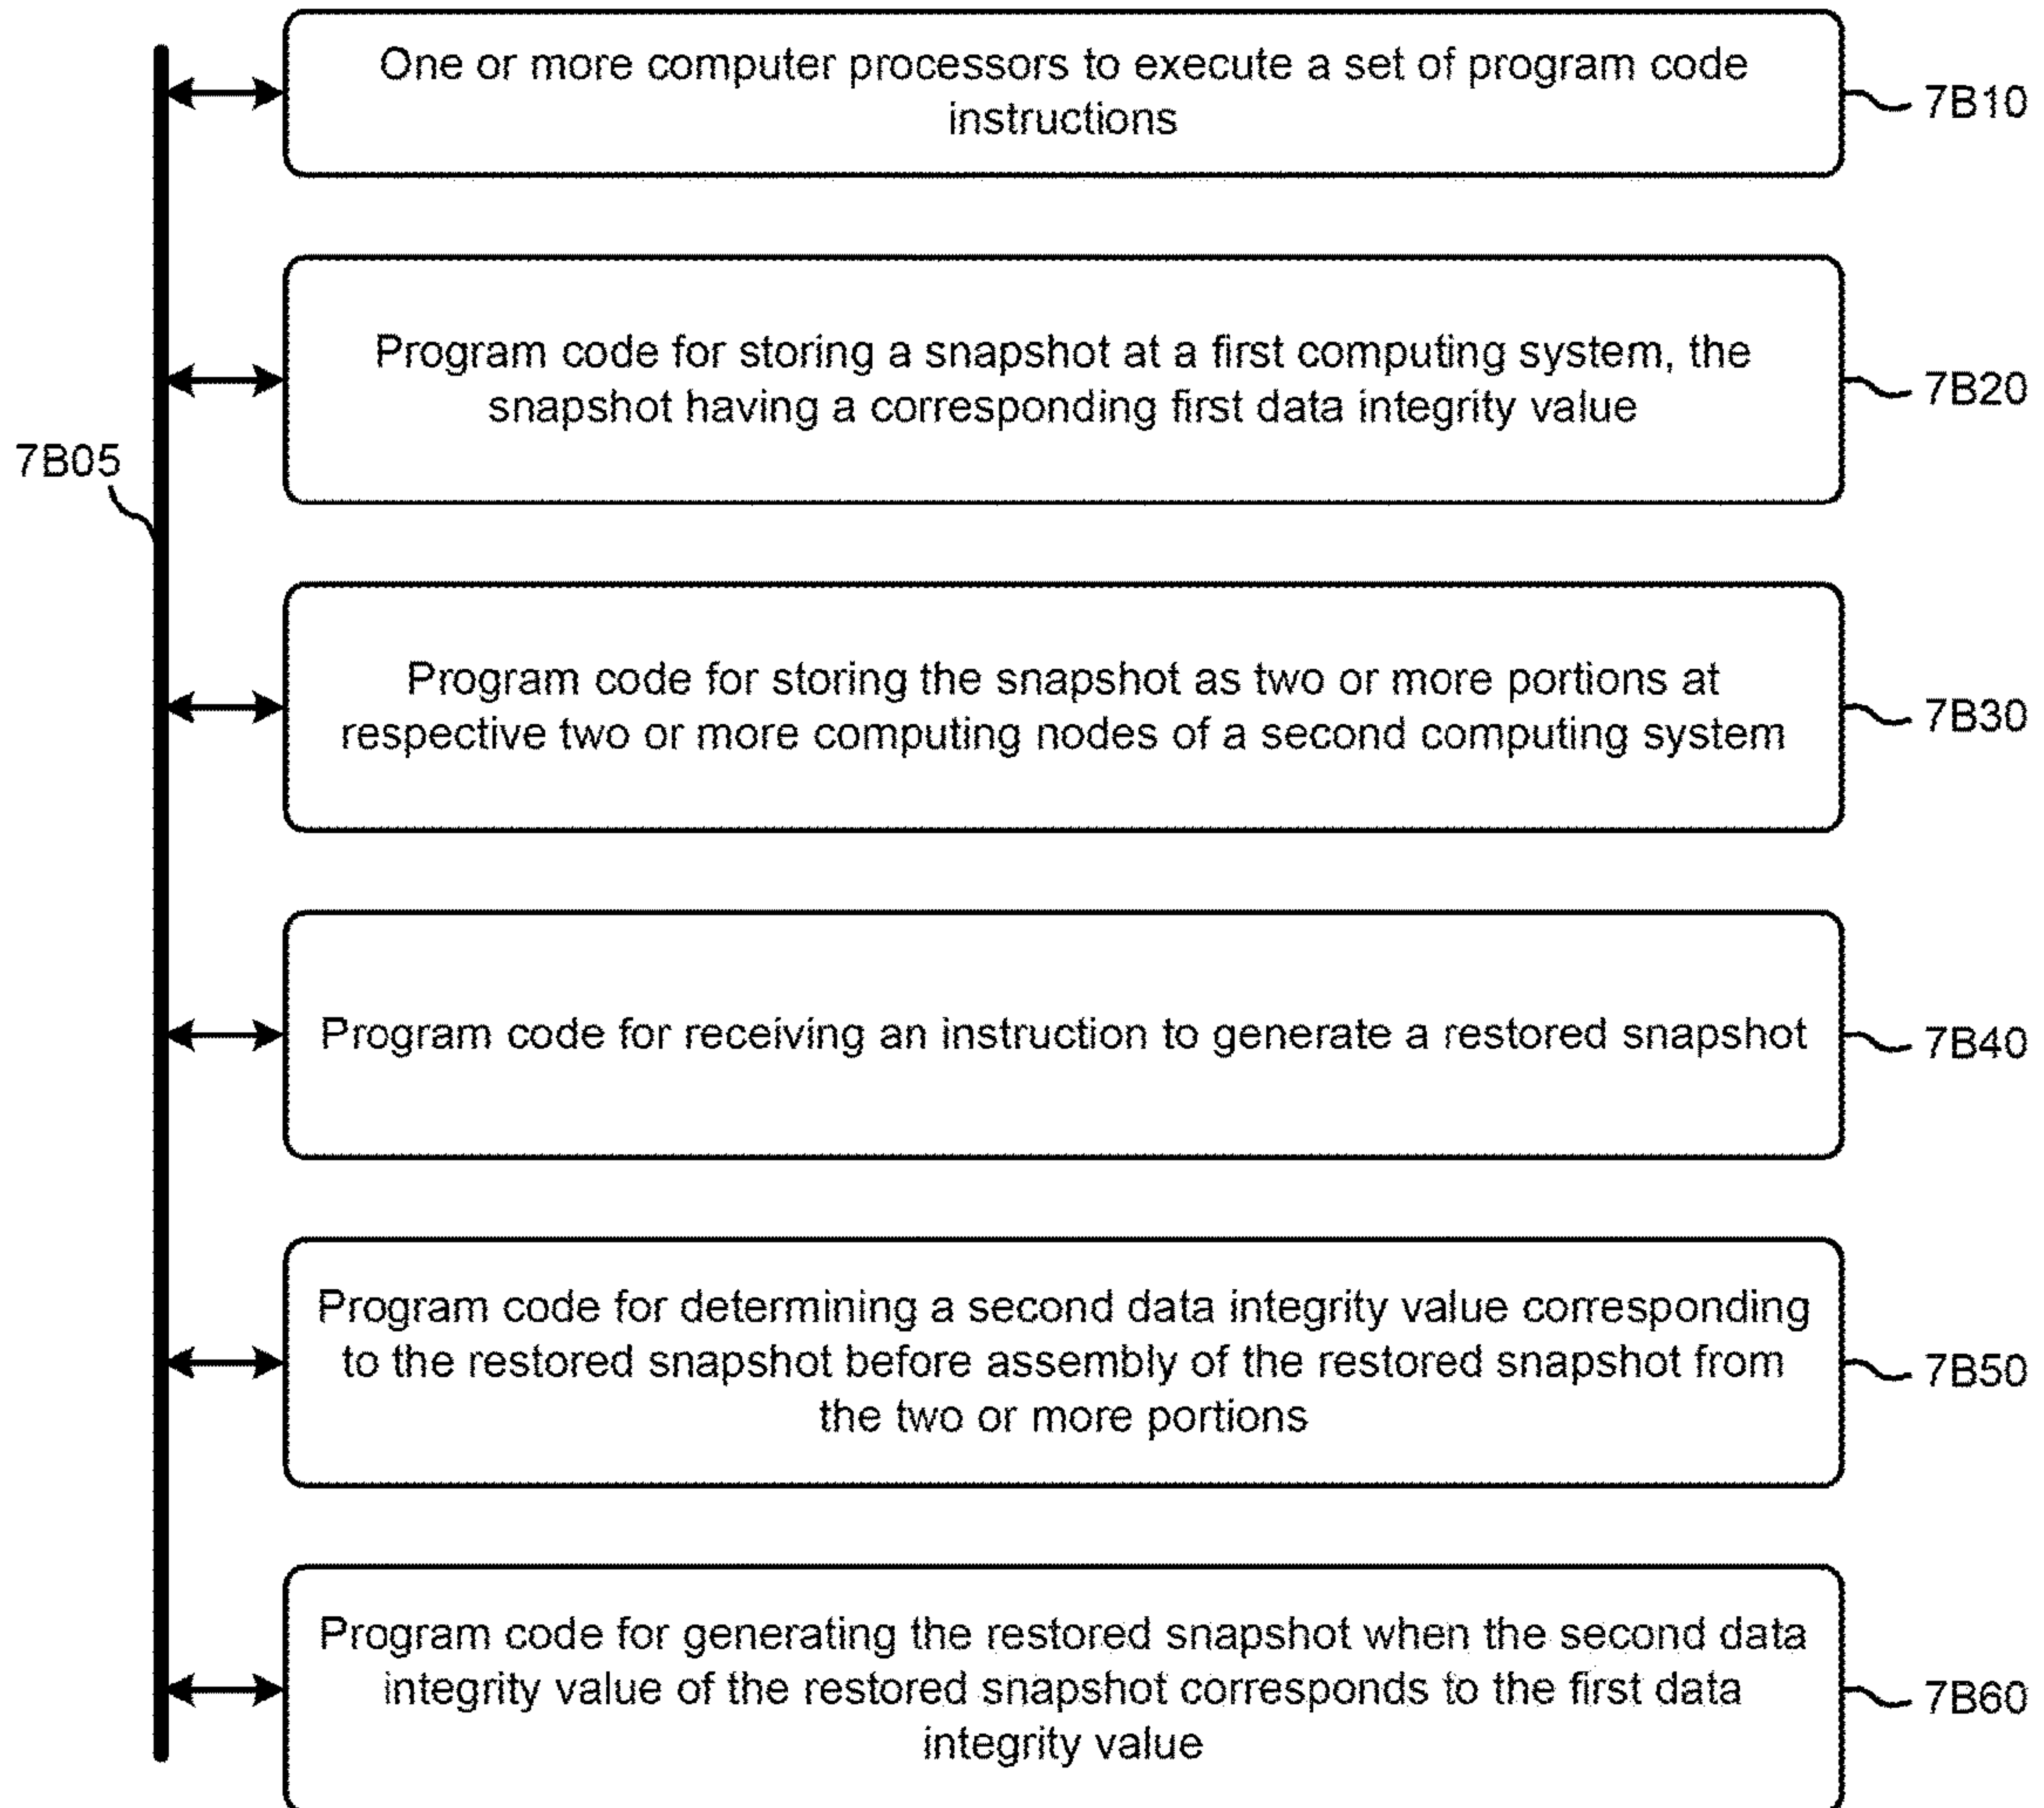 One or more computer processors to execute a set of program code
instructions
7B10
Program code for storing a snapshot at a first computing system, the
snapshot having a corresponding first data integrity value
7B20
7B05
Program code for storing the snapshot as two or more portions at
respective two or more computing nodes of a second computing system
7B30
Program code for receiving an instruction to generate a restored snapshot
7B40
Program code for determining a second data integrity value corresponding
to the restored snapshot before assembly of the restored snapshot from
the two or more portions
7B50
Program code for generating the restored snapshot when the second data
integrity value of the restored snapshot corresponds to the first data
integrity value
7B60